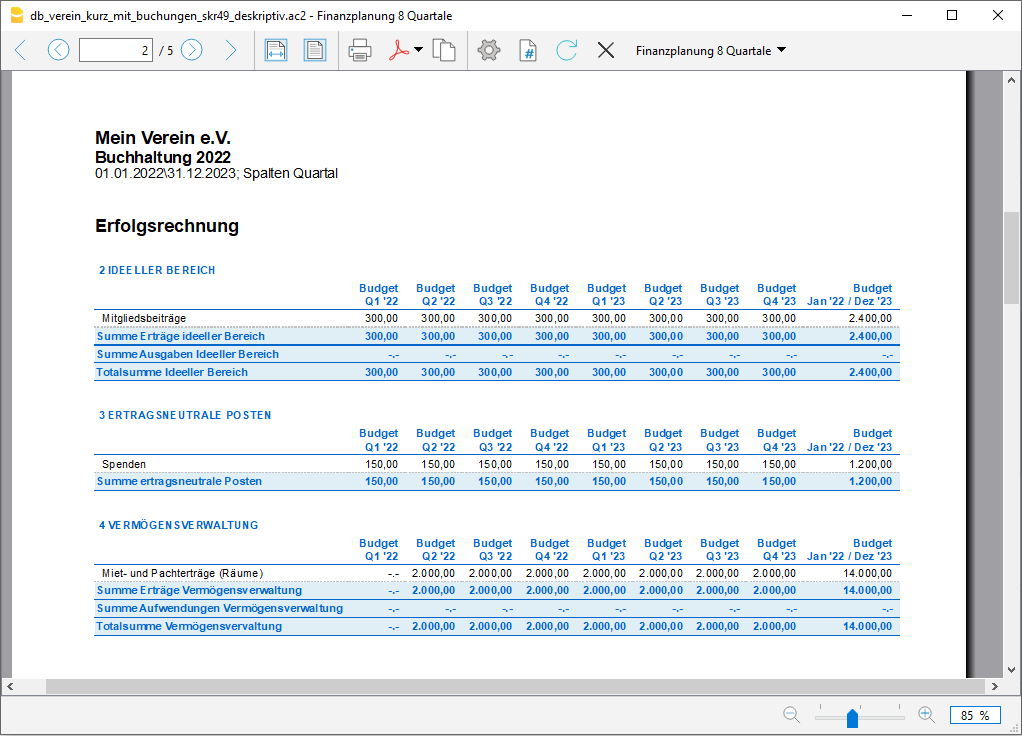 db_verein_kurz_mit_buchungen_skr49_deskriptiv.ac2 - Finanzplanung 8 Quartale
2 / 5 Finanzplanung 8 Quartale
Mein Verein e.V.
Buchhaltung 2022
01.01.2022\31.12.2023; Spalten Quartal
Erfolgsrechnung
2 IDEELLER BEREICH
Budget Budget Budget Budget Budget Budget Budget Budget Budget
Q1 '22 Q2 '22 Q3 '22 Q4 '22 Q1 '23 Q2 '23 Q3 '23 Q4 '23 Jan '22 / Dez '23
Mitgliedsbeiträge 300,00 300,00 300,00 300,00 300,00 300,00 300,00 300,00 2.400,00
Summe Erträge ideeller Bereich 300,00 300,00 300,00 300,00 300,00 300,00 300,00 300,00 2.400,00
Summe Ausgaben Ideeller Bereich -.- -.- -.- -.- -.- -.- -.- -.- -.-
Totalsumme Ideeller Bereich 300,00 300,00 300,00 300,00 300,00 300,00 300,00 300,00 2.400,00
3 ERTRAGSNEUTRALE POSTEN
Budget Budget Budget Budget Budget Budget Budget Budget Budget
Q1 '22 Q2 '22 Q3 '22 Q4 '22 Q1 '23 Q2 '23 Q3 '23 Q4 '23 Jan '22 / Dez '23
Spenden 150,00 150,00 150,00 150,00 150,00 150,00 150,00 150,00 1.200,00
Summe ertragsneutrale Posten 150,00 150,00 150,00 150,00 150,00 150,00 150,00 150,00 1.200,00
4 VERMÖGENSVERWALTUNG
Budget Budget Budget Budget Budget Budget Budget Budget Budget
Q1 '22 Q2 '22 Q3 '22 Q4 '22 Q1 '23 Q2 '23 Q3 '23 Q4 '23 Jan '22 / Dez '23
Miet- und Pachterträge (Räume) -.- 2.000,00 2.000,00 2.000,00 2.000,00 2.000,00 2.000,00 2.000,00 14.000,00
Summe Erträge Vermögensverwaltung -.- 2.000,00 2.000,00 2.000,00 2.000,00 2.000,00 2.000,00 2.000,00 14.000,00
Summe Aufwendungen Vermögensverwaltung -.- -.- -.- -.- -.- -.- -.- -.- -.-
Totalsumme Vermögensvervaltung -.- 2.000,00 2.000,00 2.000,00 2.000,00 2.000,00 2.000,00 2.000,00 14.000,00
85 %